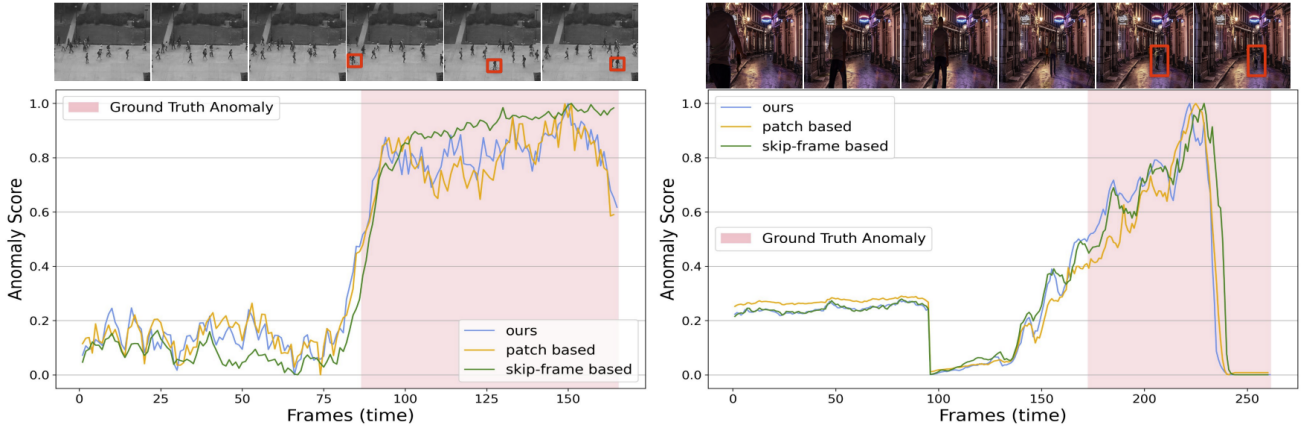 1.0
0.8
0.6
0.4
0.2
0.0
Anomaly Score
Ground Truth Anomaly
ours
patch based
skip-frame based
0
25
50
75
100
125
150
Frames (time)
1.0
0.8
0.6
0.4
0.2
0.0
Anomaly Score
ours
patch based
skip-frame based
Ground Truth Anomaly
0
50
100
150
200
250
Frames (time)